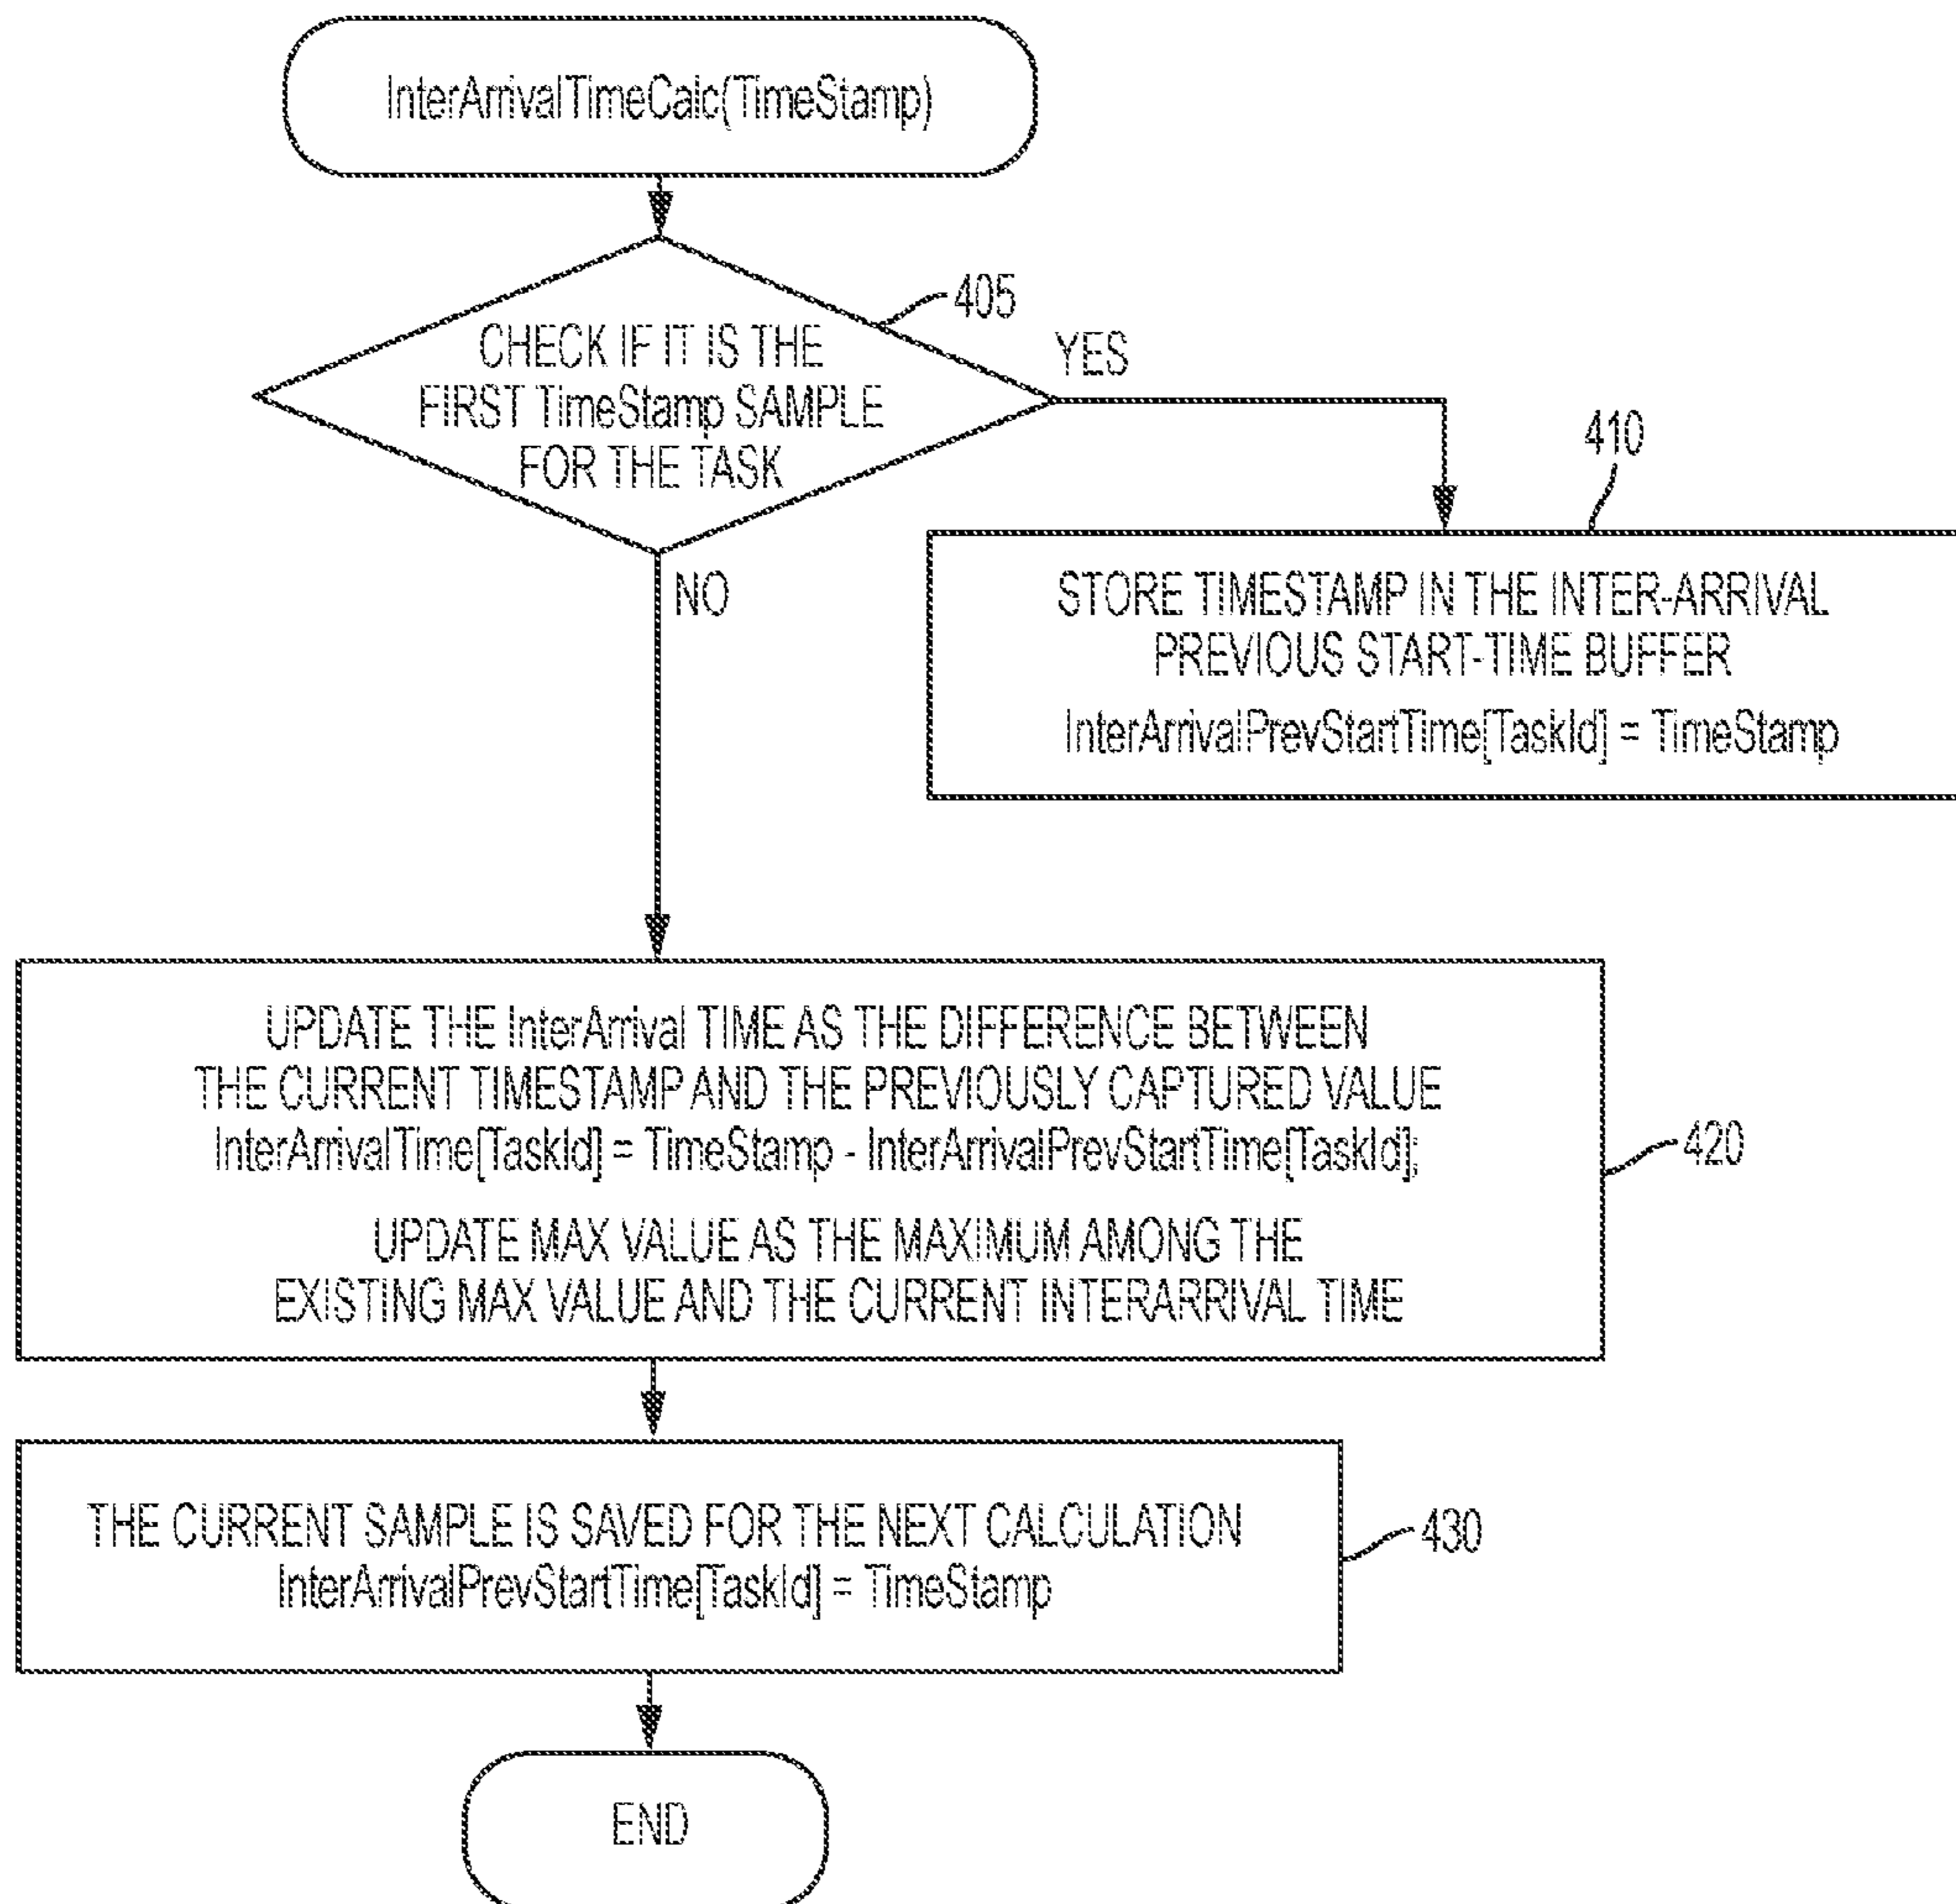 InterArrivalTimeCalc(TimeStamp)
405
CHECK IF IT IS THE
FIRST TimeStamp SAMPLE
FOR THE TASK
YES
NO
410
STORE TIMESTAMP IN THE INTER-ARRIVAL
PREVIOUS START-TIME BUFFER
InterArrivalPrevStartTime[TaskId] = TimeStamp
UPDATE THE InterArrival TIME AS THE DIFFERENCE BETWEEN
THE CURRENT TIMESTAMP AND THE PREVIOUSLY CAPTURED VALUE
InterArrivalTime[TaskId] = TimeStamp - InterArrivalPrevStartTime[TaskId];
UPDATE MAX VALUE AS THE MAXIMUM AMONG THE
EXISTING MAX VALUE AND THE CURRENT INTERARRIVAL TIME
420
THE CURRENT SAMPLE IS SAVED FOR THE NEXT CALCULATION
InterArrivalPrevStartTime[TaskId] = TimeStamp
430
END